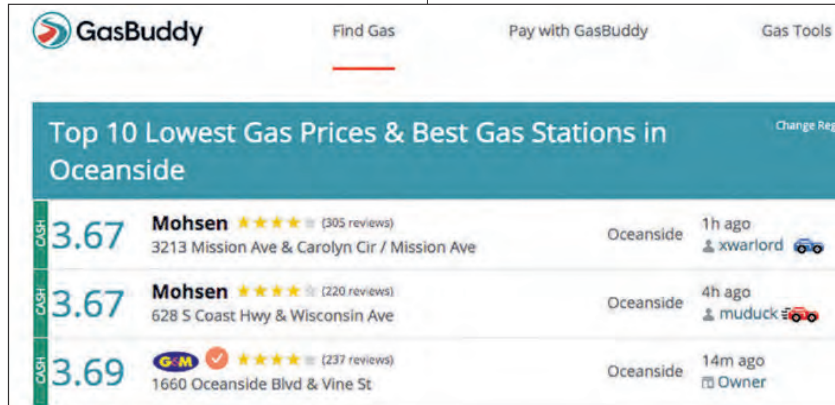 GasBuddy
Find Gas
Pay with GasBuddy
Gas Tools
Top 10 Lowest Gas Prices & Best Gas Stations in
Oceanside
Change Reg
CASH
3.67
Mohsen (305 reviews)
3213 Mission Ave & Carolyn Cir / Mission Ave
Oceanside
1h ago
xwarlord
CASH
3.67
Mohsen (220 reviews)
628 S Coast Hwy & Wisconsin Ave
Oceanside
4h ago
muduck
CASH
3.69
G&M (237 reviews)
1660 Oceanside Blvd & Vine St
Oceanside
14m ago
Owner